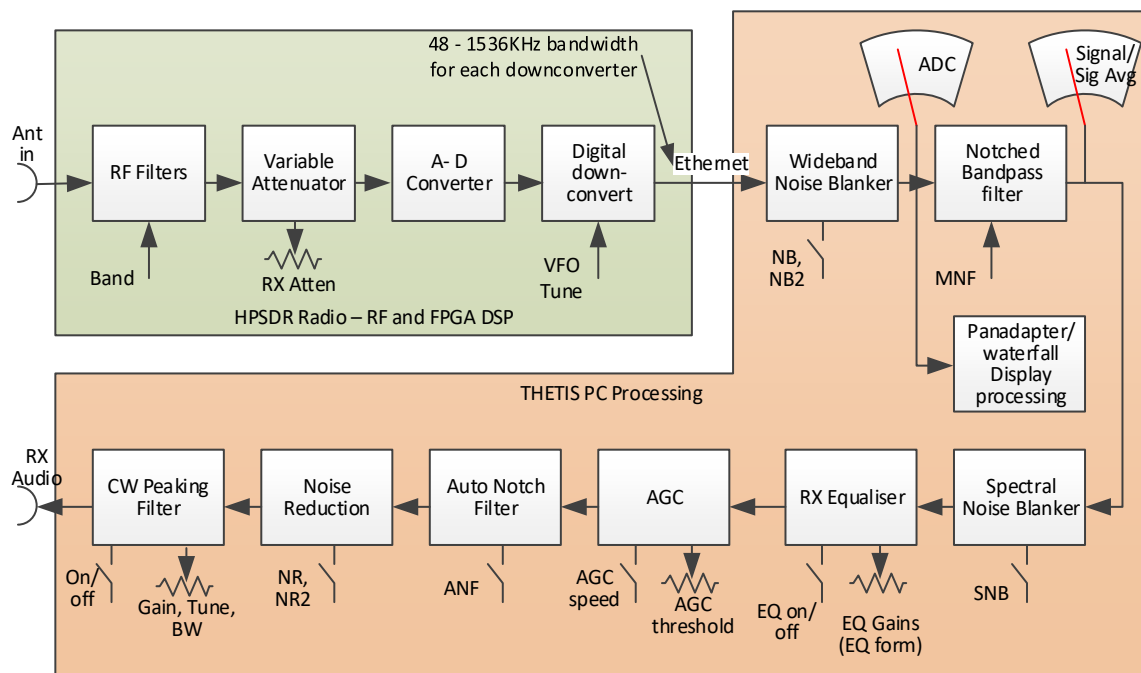 48 - 1536KHz bandwidth
for each downconverter
ADC
Signal/
Sig Avg
Ant
in
RF Filters
Variable
Attenuator
A- D
Converter
Digital
down-
convert
Ethernet
Wideband
Noise Blanker
Notched
Bandpass
filter
Band
RX Atten
VFO
Tune
NB,
NB2
MNF
HPSDR Radio – RF and FPGA DSP
Panadapter/
waterfall
Display
processing
THETIS PC Processing
RX
Audio
CW Peaking
Filter
Noise
Reduction
Auto Notch
Filter
AGC
RX Equaliser
Spectral
Noise Blanker
On/
off
Gain, Tune,
BW
NR,
NR2
ANF
AGC
speed
AGC
threshold
EQ on/
off
EQ Gains
(EQ form)
SNB